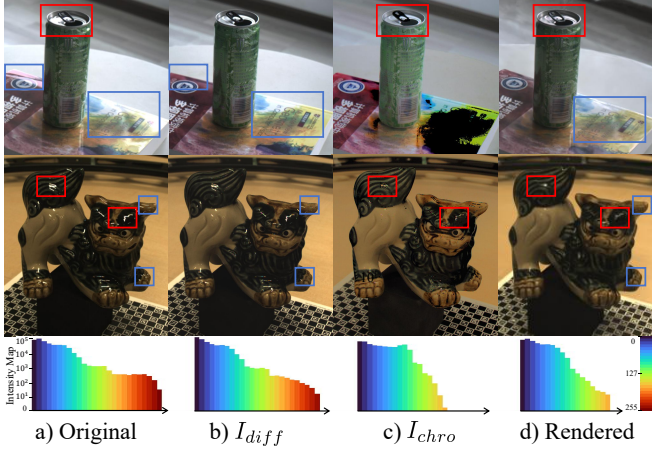 Intensity Map
10⁵
10⁴
10³
10²
10¹
0
0
127
255
a) Original
b) I_diff
c) I_chro
d) Rendered